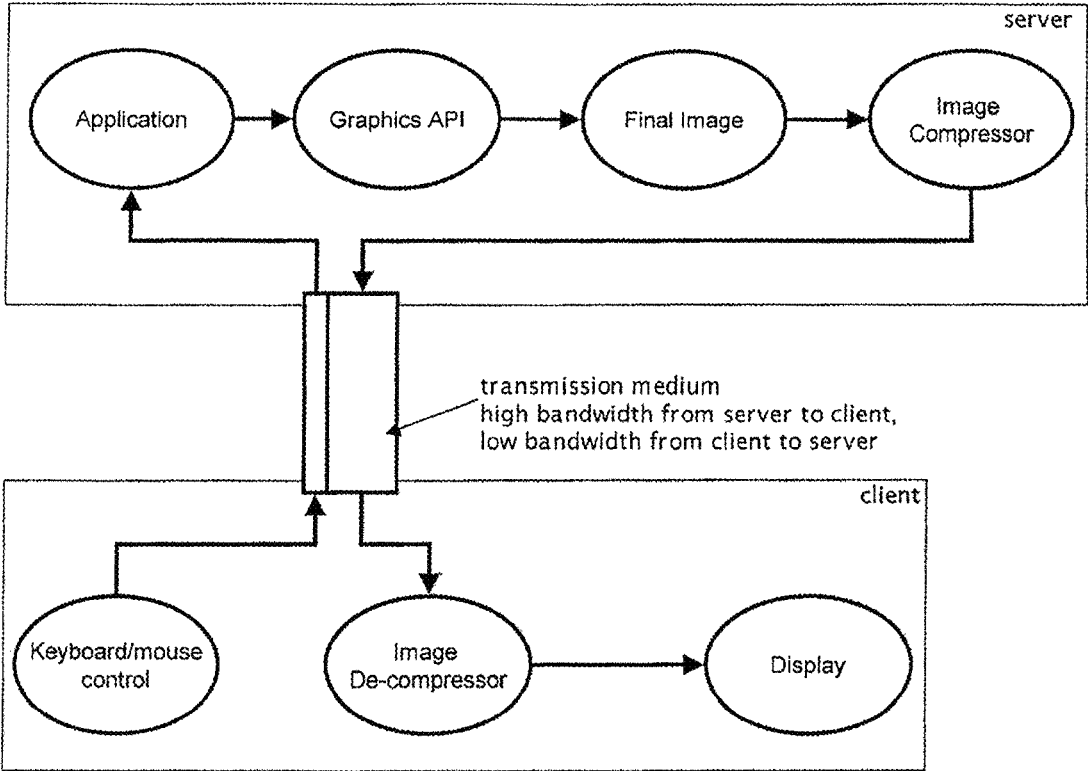 server
Application
Graphics API
Final Image
Image
Compressor
transmission medium
high bandwidth from server to client,
low bandwidth from client to server
client
Keyboard/mouse
control
Image
De-compressor
Display